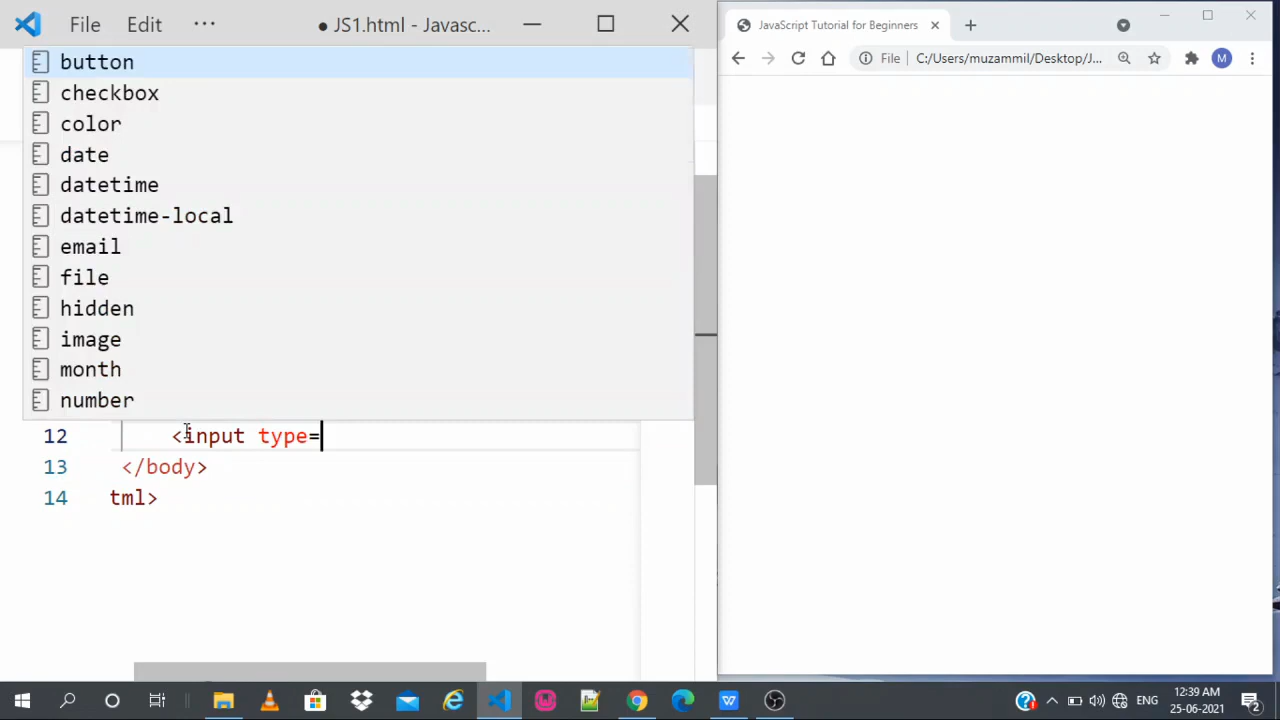 File Edit ··· ● JS1.html - Javasc...
button
checkbox
color
date
datetime
datetime-local
email
file
hidden
image
month
number
12 <input type=
13 </body>
14 tml>
JavaScript Tutorial for Beginners
File C:/Users/muzammil/Desktop/J... M
ENG
12:39 AM
25-06-2021
2